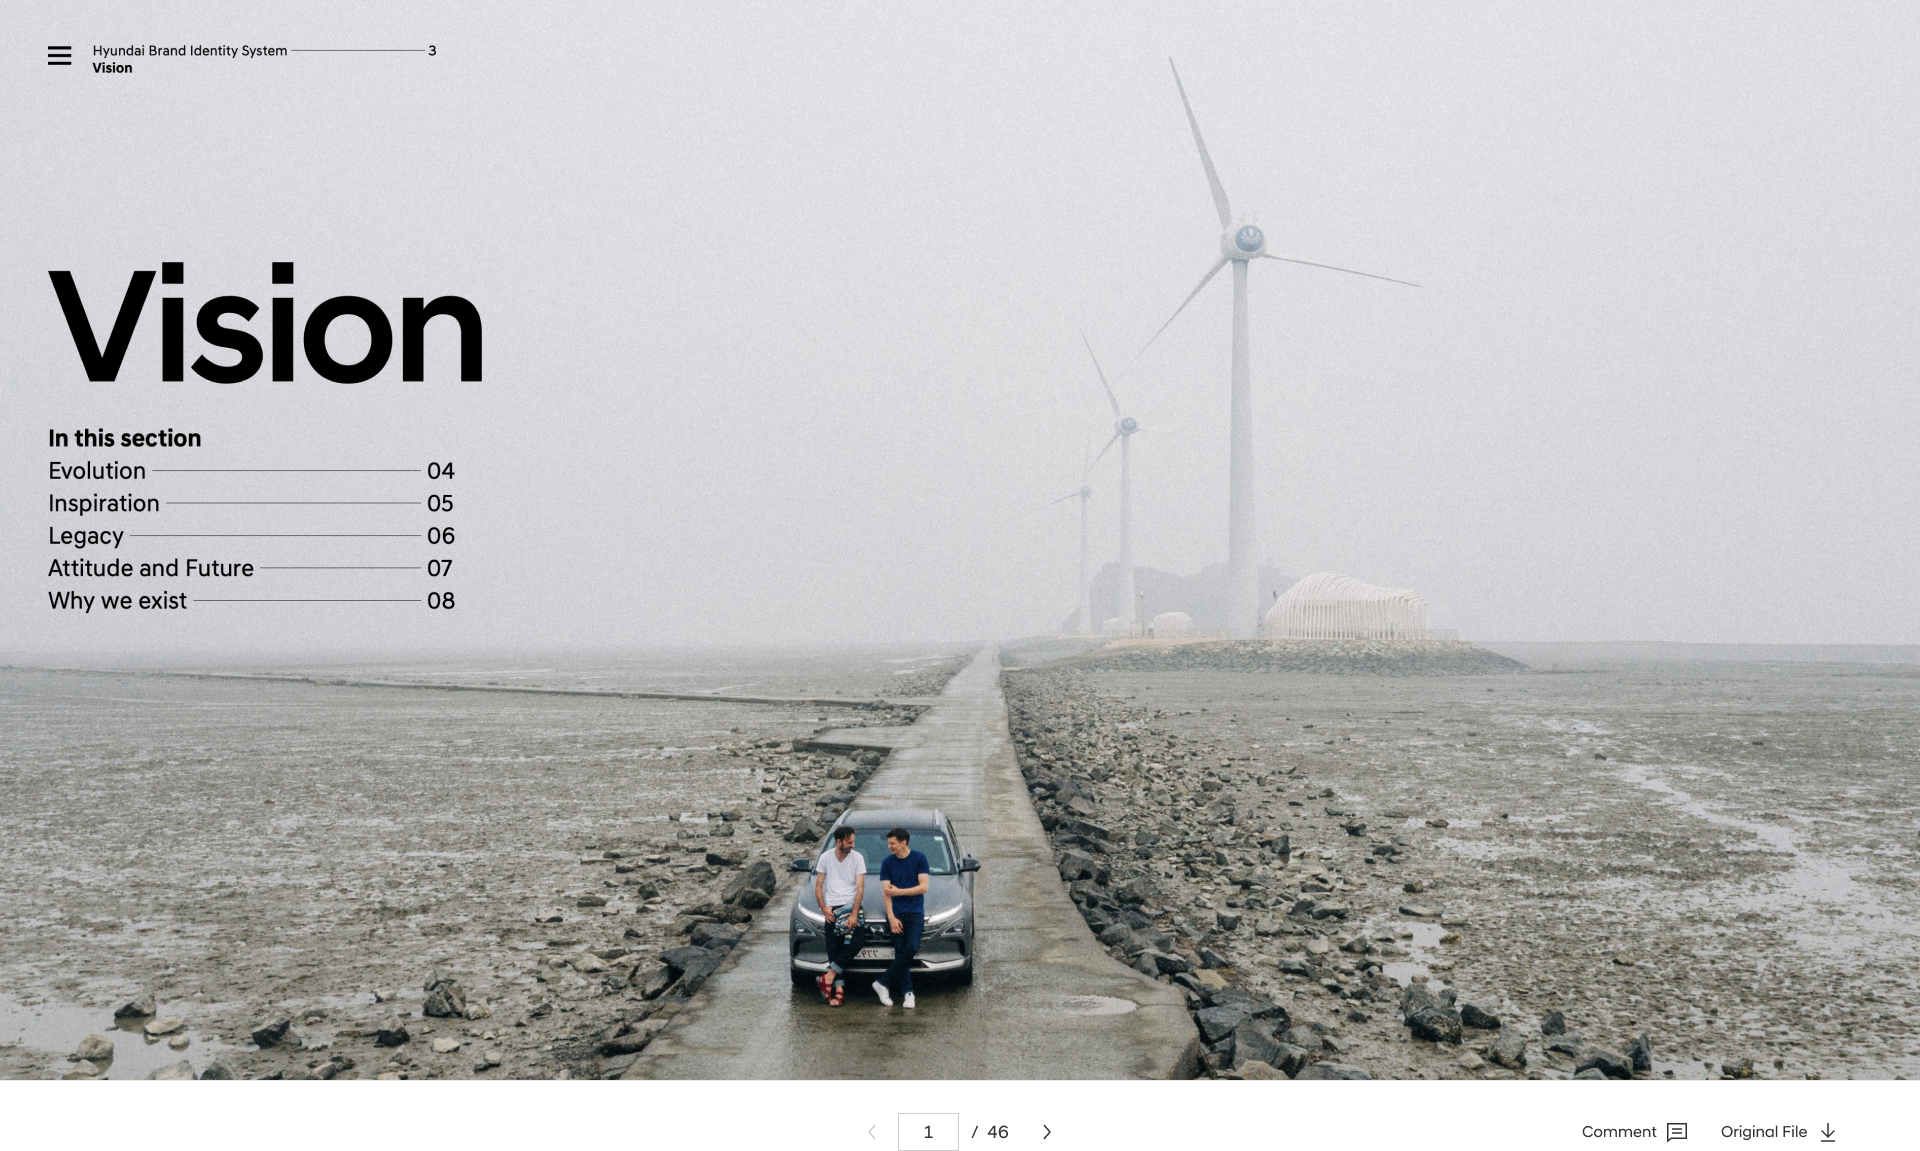 Hyundai Brand Identity System 3
Vision
Vision
In this section
Evolution 04
Inspiration 05
Legacy 06
Attitude and Future 07
Why we exist 08
1 / 46
Comment
Original File